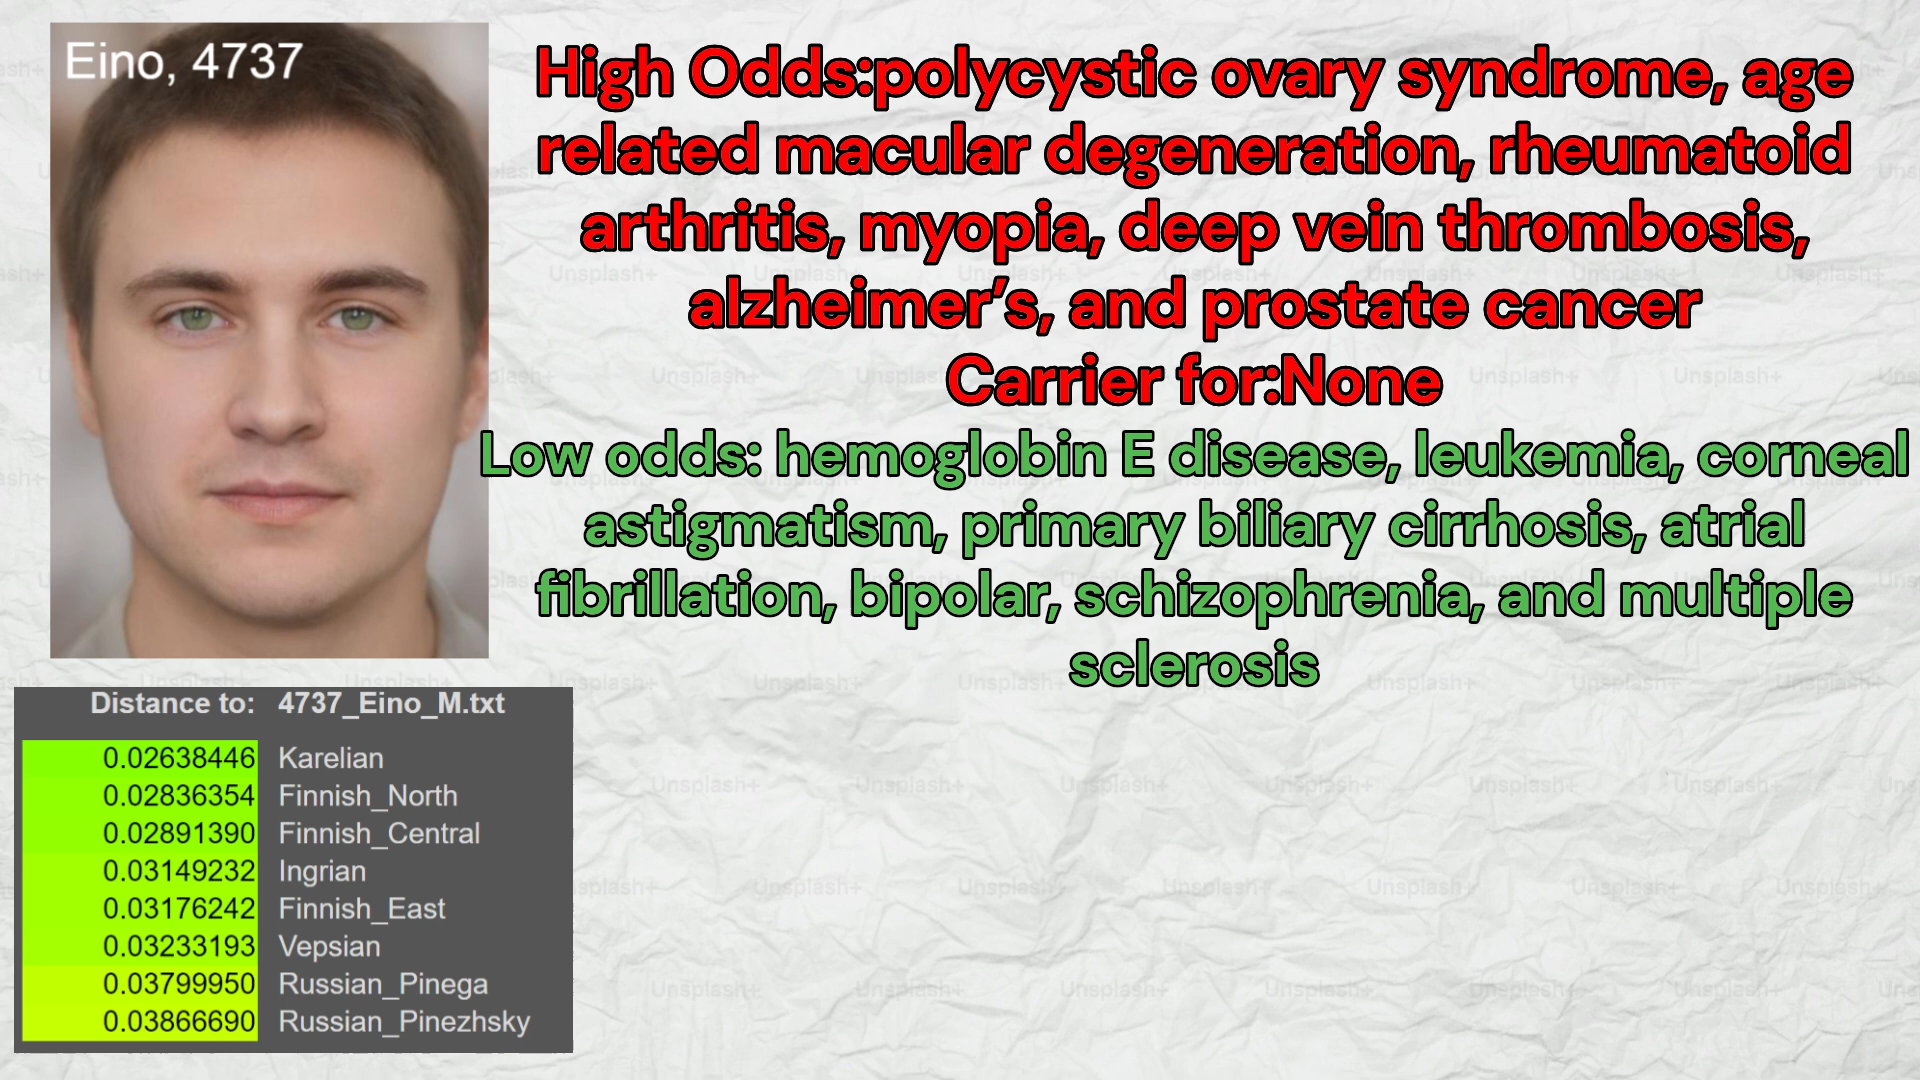 Eino, 4737
High Odds:polycystic ovary syndrome, age
related macular degeneration, rheumatoid
arthritis, myopia, deep vein thrombosis,
alzheimer’s, and prostate cancer
Carrier for:None
Low odds: hemoglobin E disease, leukemia, corneal
astigmatism, primary biliary cirrhosis, atrial
fibrillation, bipolar, schizophrenia, and multiple
sclerosis
Distance to: 4737_Eino_M.txt
0.02638446 Karelian
0.02836354 Finnish_North
0.02891390 Finnish_Central
0.03149232 Ingrian
0.03176242 Finnish_East
0.03233193 Vepsian
0.03799950 Russian_Pinega
0.03866690 Russian_Pinezhsky
Unsplash+